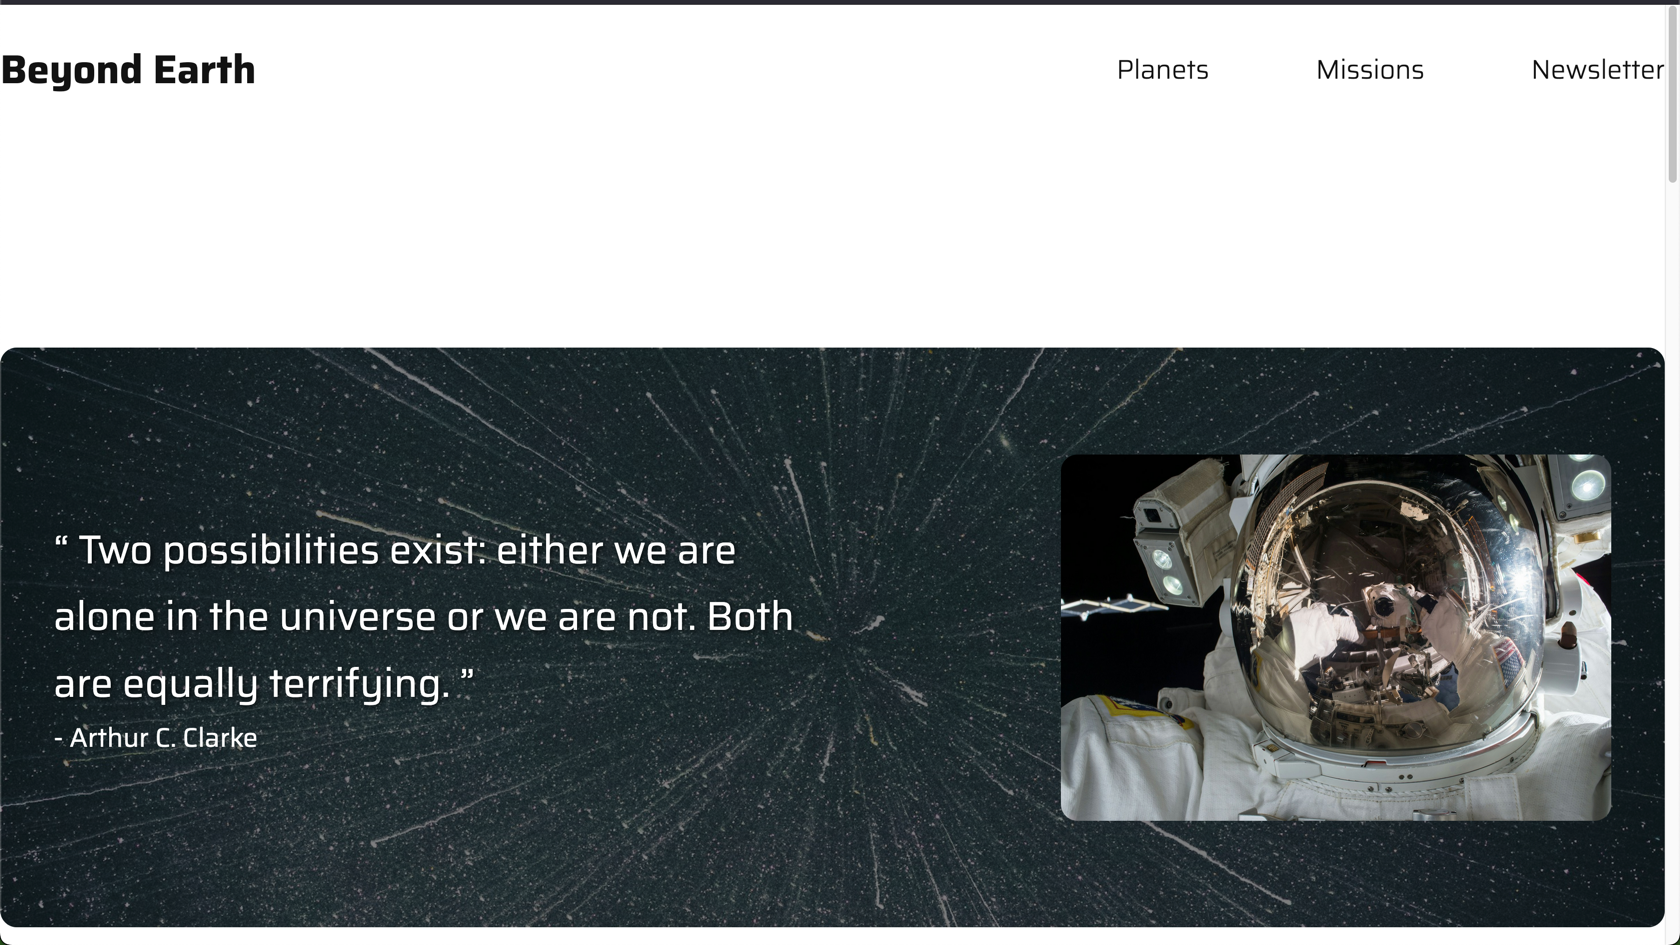 Beyond Earth
Planets
Missions
Newsletter
“ Two possibilities exist: either we are
alone in the universe or we are not. Both
are equally terrifying. ”
- Arthur C. Clarke